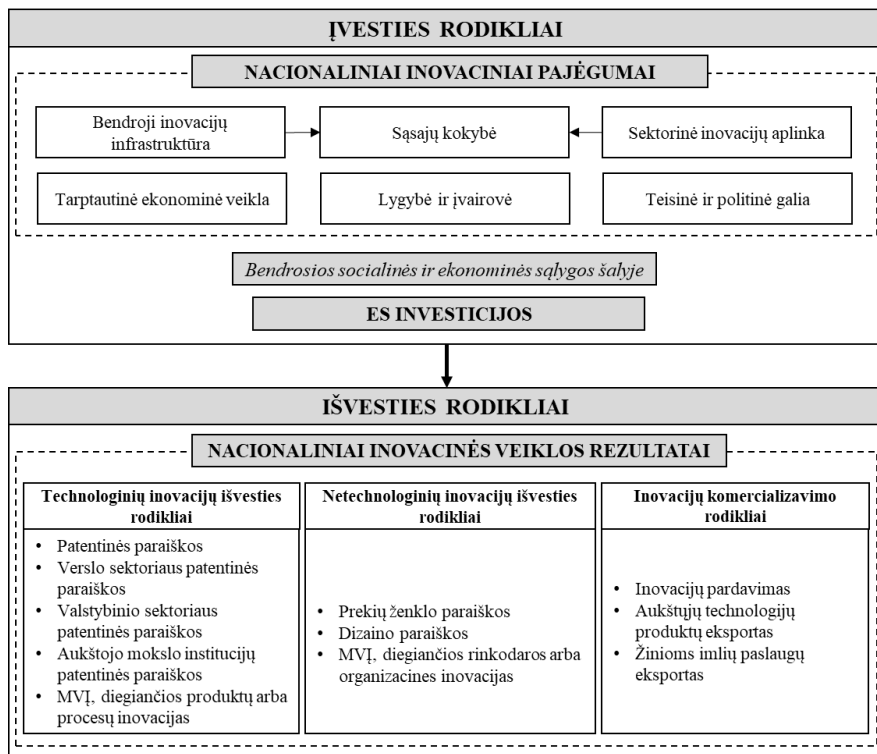 ĮVESTIES RODIKLIAI
NACIONALINIAI INOVACINIAI PAJĖGUMAI
Bendroji inovacijų
infrastruktūra
Sąsajų kokybė
Sektorinė inovacijų aplinka
Tarptautinė ekonominė veikla
Lygybė ir įvairovė
Teisinė ir politinė galia
Bendrosios socialinės ir ekonominės sąlygos šalyje
ES INVESTICIJOS
IŠVESTIES RODIKLIAI
NACIONALINIAI INOVACINĖS VEIKLOS REZULTATAI
Technologinių inovacijų išvesties
rodikliai
• Patentinės paraiškos
• Verslo sektoriaus patentinės
paraiškos
• Valstybinio sektoriaus
patentinės paraiškos
• Aukštojo mokslo institucijų
patentinės paraiškos
• MVĮ, diegiančios produktų arba
procesų inovacijas
Netechnologinių inovacijų išvesties
rodikliai
• Prekių ženklo paraiškos
• Dizaino paraiškos
• MVĮ, diegiančios rinkodaros arba
organizacines inovacijas
Inovacijų komercializavimo
rodikliai
• Inovacijų pardavimas
• Aukštųjų technologijų
produktų eksportas
• Žinioms imlių paslaugų
eksportas